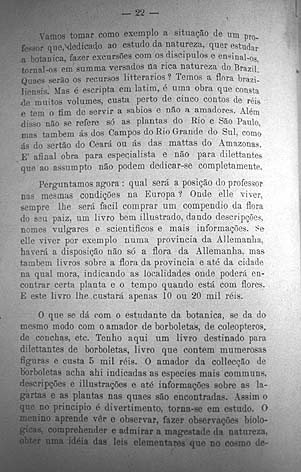 — 22 —
Vamos tomar como exemplo a situação de um pro-
fessor que, dedicado ao estudo da natureza, quer estudar
a botanica, fazer excursões com os discipulos e ensinal-os,
tornal-os em summa versados na rica natureza do Brazil.
Quaes serão os recursos litterarios? Temos a flora brazi-
liensis. Mas é escripta em latim, é uma obra que consta
de muitos volumes, custa perto de cinco contos de réis
e tem o fim de servir a sabios e não a amadores. Além
disso não se refere só as plantas do Rio e São Paulo,
mas tambem ás dos Campos do Rio Grande do Sul, como
ás do sertão do Ceará ou ás das mattas do Amazonas.
E' afinal obra para especialista e não para dilettantes
que ao assumpto não podem dedicar-se completamente.
Perguntamos agora: qual será a posição do professor
nas mesmas condições na Europa? Onde elle viver,
sempre lhe será facil comprar um compendio da flora
do seu paiz, um livro bem illustrado, dando descripções,
nomes vulgares e scientificos e mais informações. Se
elle viver por exemplo numa provincia da Allemanha,
haverá a disposição não só a flora da Allemanha, mas
tambem livros sobre a flora da provincia e até da cidade
na qual mora, indicando as localidades onde poderá en-
contrar certa planta e o tempo quando está com flores.
E este livro lhe custará apenas 10 ou 20 mil réis.
O que se dá com o estudante da botanica, se da do
mesmo modo com o amador de borboletas, de coleopteros,
de conchas, etc. Tenho aqui um livro destinado para
dilettantes de borboletas, livro que contem numerosas
figuras e custa 5 mil réis. O amador da collecção de
borboletas acha ahi indicadas as especies mais communs,
descripções e illustrações e até informações sobre as la-
gartas e as plantas nas quaes são encontradas. Assim o
que no principio é divertimento, torna-se em estudo. O
menino aprende vêr e observar, fazer observações biolo-
gicas, comprehender e admirar a magestade da natureza,
obter uma idéia das leis elementares que no cosmo de-